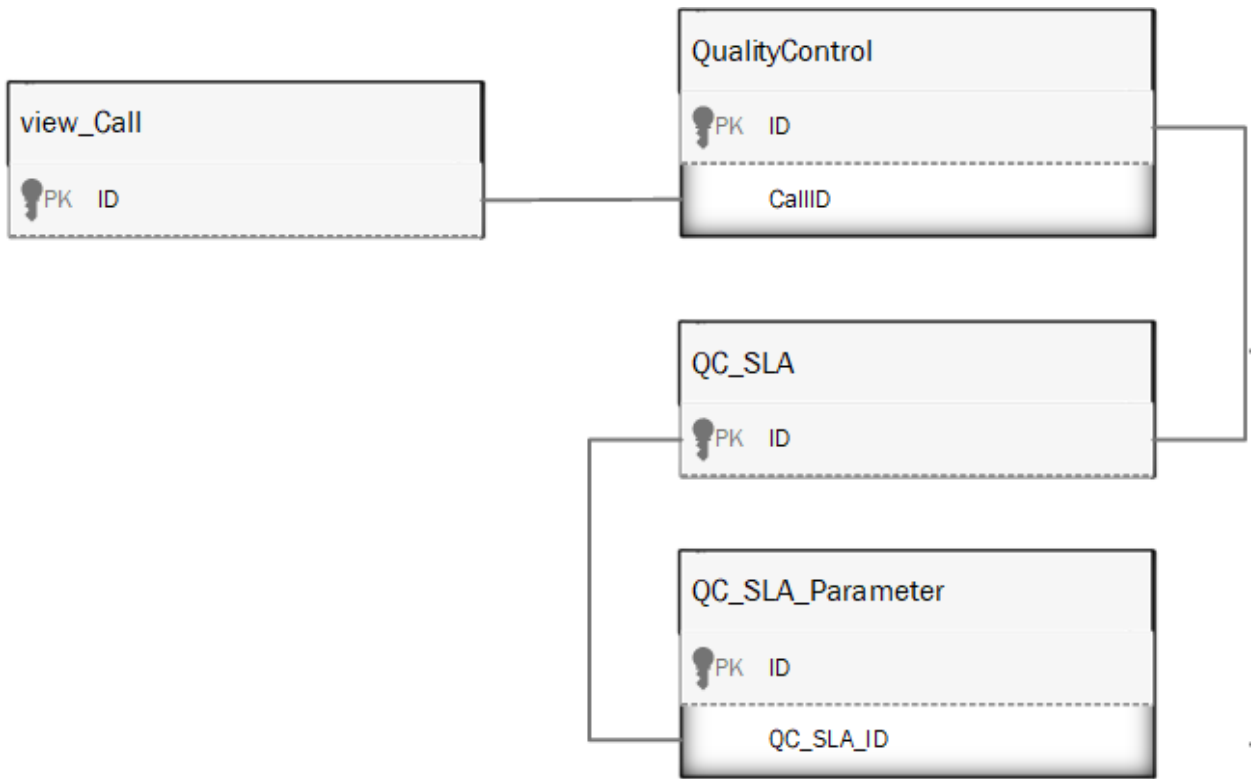 view_Call
PK ID
QualityControl
PK ID
CallID
QC_SLA
PK ID
QC_SLA_Parameter
PK ID
QC_SLA_ID